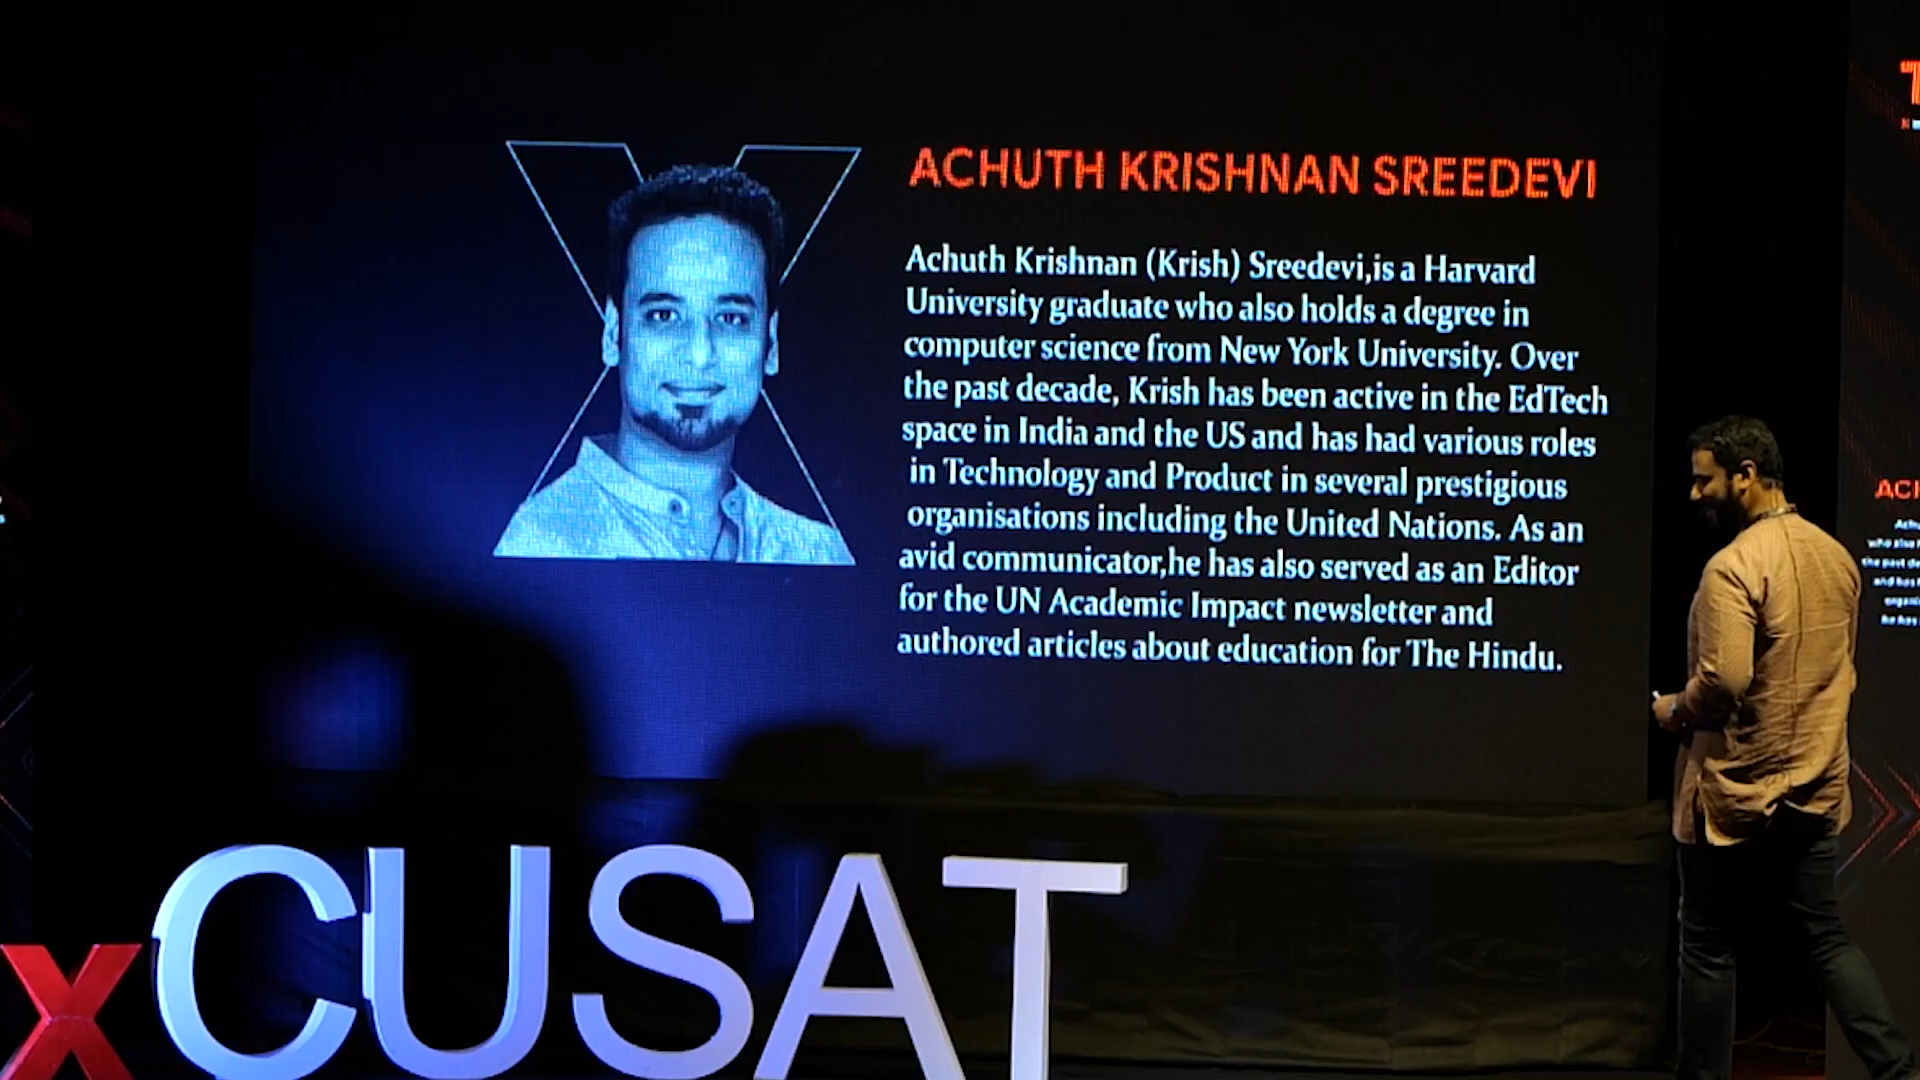 ACHUTH KRISHNAN SREEDEVI
Achuth Krishnan (Krish) Sreedevi,is a Harvard
University graduate who also holds a degree in
computer science from New York University. Over
the past decade, Krish has been active in the EdTech
space in India and the US and has had various roles
in Technology and Product in several prestigious
organisations including the United Nations. As an
avid communicator,he has also served as an Editor
for the UN Academic Impact newsletter and
authored articles about education for The Hindu.
xCUSAT